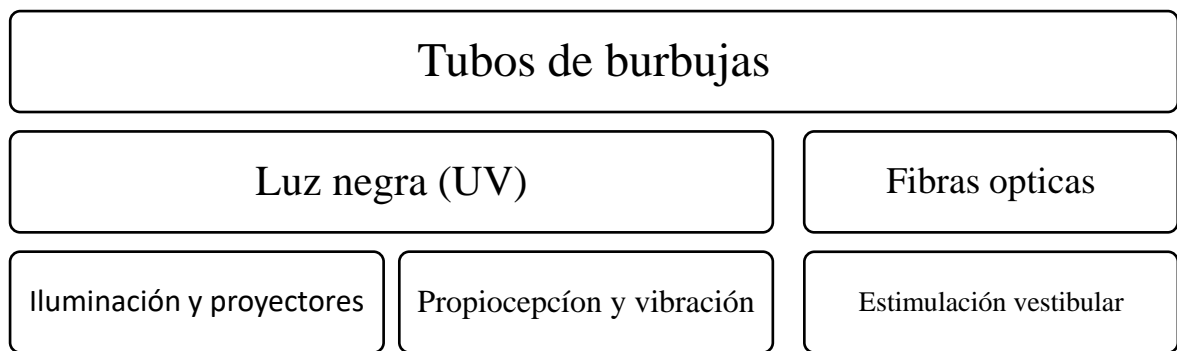 Tubos de burbujas
Luz negra (UV)
Fibras opticas
Iluminación y proyectores
Propiocepcíon y vibración
Estimulación vestibular